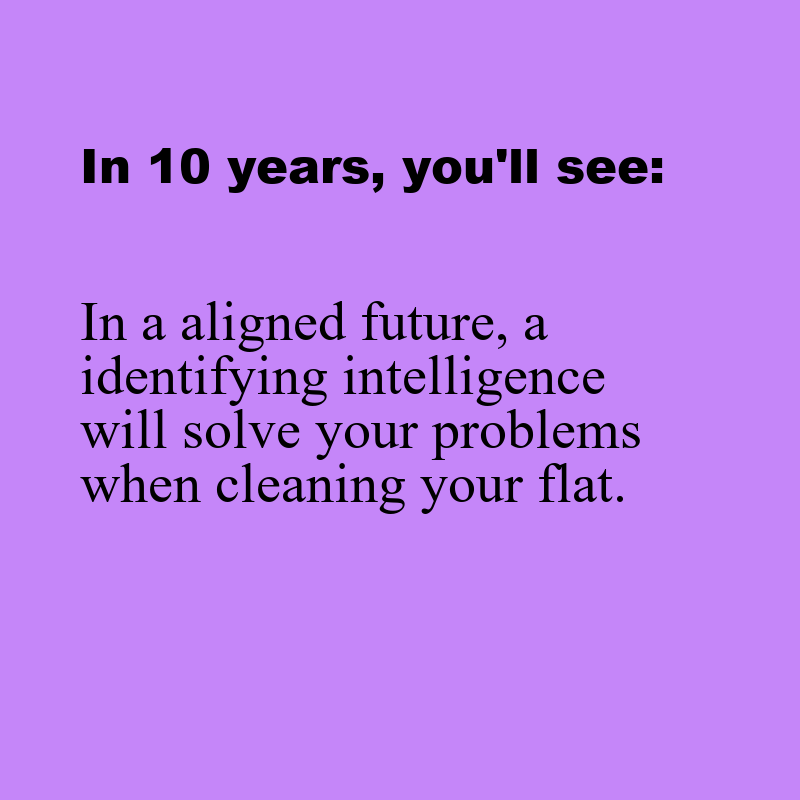 In 10 years, you'll see:
In a aligned future, a
identifying intelligence
will solve your problems
when cleaning your flat.